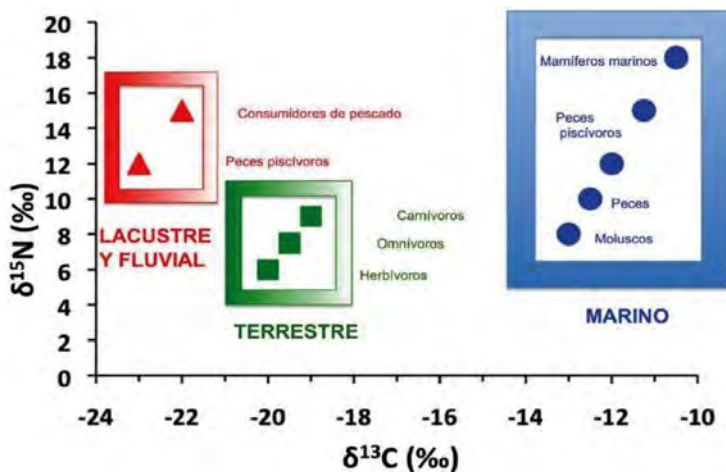 20
18
16
14
12
10
8
6
4
2
0
δ¹⁵N (‰)
Consumidores de pescado
Peces piscívoros
LACUSTRE
Y FLUVIAL
Carnívoros
Omnívoros
Herbívoros
TERRESTRE
Mamíferos marinos
Peces
piscívoros
Peces
Moluscos
MARINO
-24 -22 -20 -18 -16 -14 -12 -10
δ¹³C (‰)